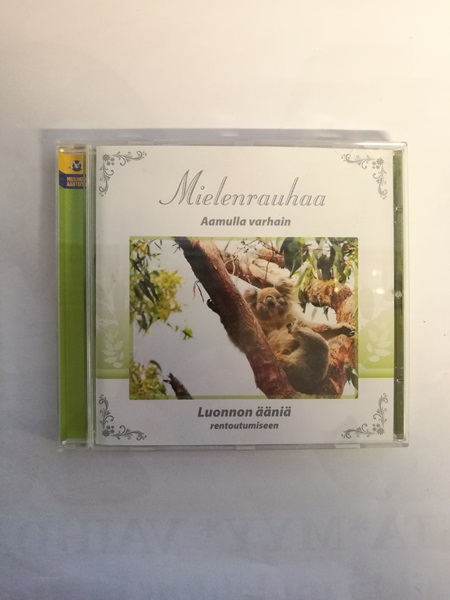 Mielenrauhaa
Aamulla varhain
Luonnon ääniä
rentoutumiseen